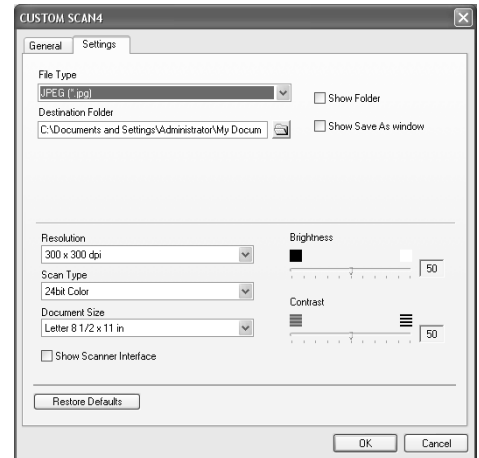 CUSTOM SCAN4
General Settings
File Type
JPEG (*.jpg)
Show Folder
Destination Folder
C:\Documents and Settings\Administrator\My Docum
Show Save As window
Resolution
300 x 300 dpi
Brightness
50
Scan Type
24bit Color
Contrast
Document Size
Letter 8 1/2 x 11 in
50
Show Scanner Interface
Restore Defaults
OK Cancel